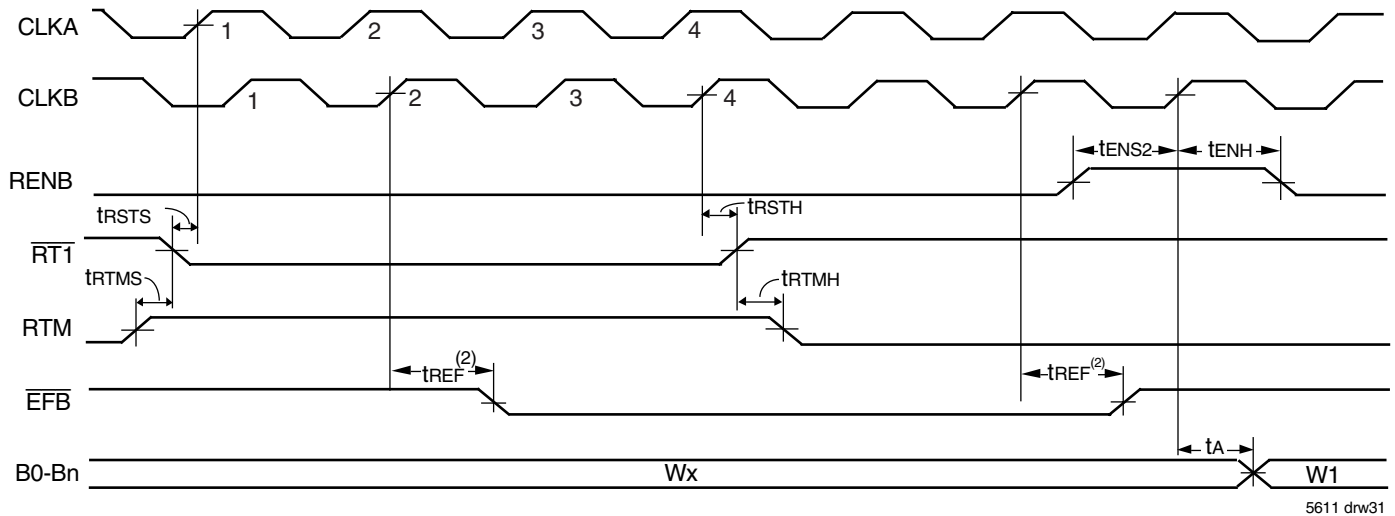 CLKA 1 2 3 4
CLKB 1 2 3 4
RENB tENS2 tENH
tRSTS tRSTH
RT1
tRTMS tRTMH
RTM
tREF(2) tREF(2)
EFB
tA
B0-Bn Wx W1
5611 drw31